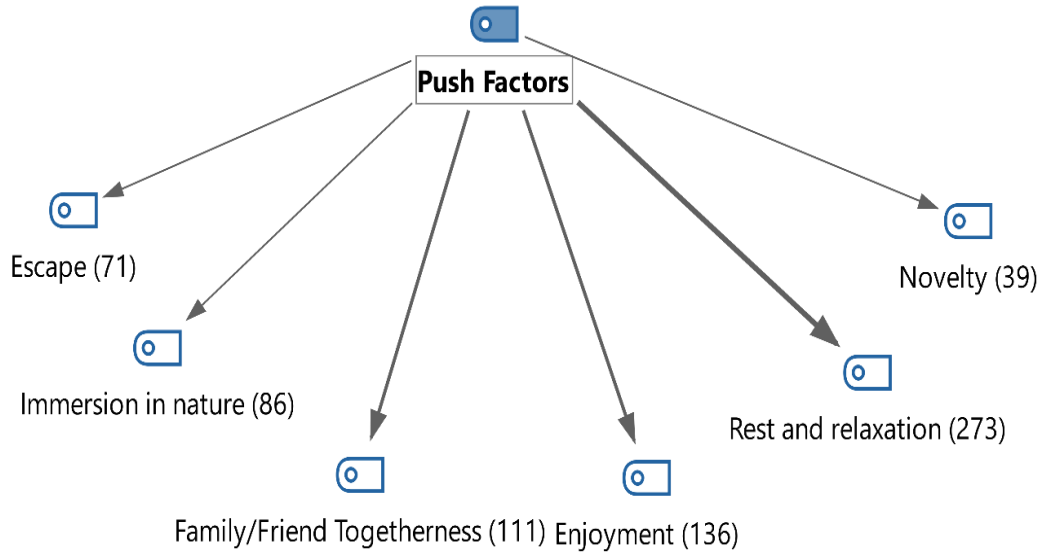 Push Factors
Escape (71)
Novelty (39)
Immersion in nature (86)
Rest and relaxation (273)
Family/Friend Togetherness (111)
Enjoyment (136)